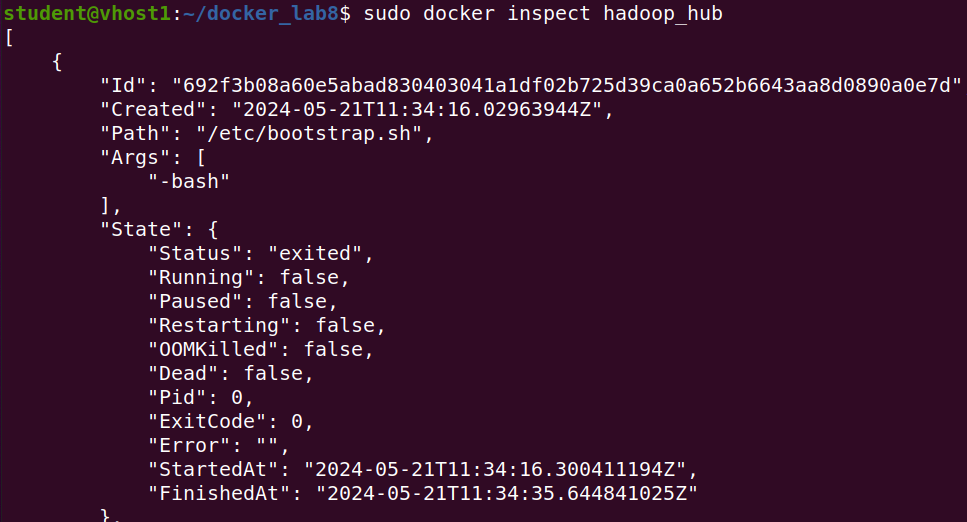 student@vhost1:~/docker_lab8$ sudo docker inspect hadoop_hub
[
    {
        "Id": "692f3b08a60e5abad830403041a1df02b725d39ca0a652b6643aa8d0890a0e7d"
        "Created": "2024-05-21T11:34:16.02963944Z",
        "Path": "/etc/bootstrap.sh",
        "Args": [
            "-bash"
        ],
        "State": {
            "Status": "exited",
            "Running": false,
            "Paused": false,
            "Restarting": false,
            "OOMKilled": false,
            "Dead": false,
            "Pid": 0,
            "ExitCode": 0,
            "Error": "",
            "StartedAt": "2024-05-21T11:34:16.300411194Z",
            "FinishedAt": "2024-05-21T11:34:35.644841025Z"
        },